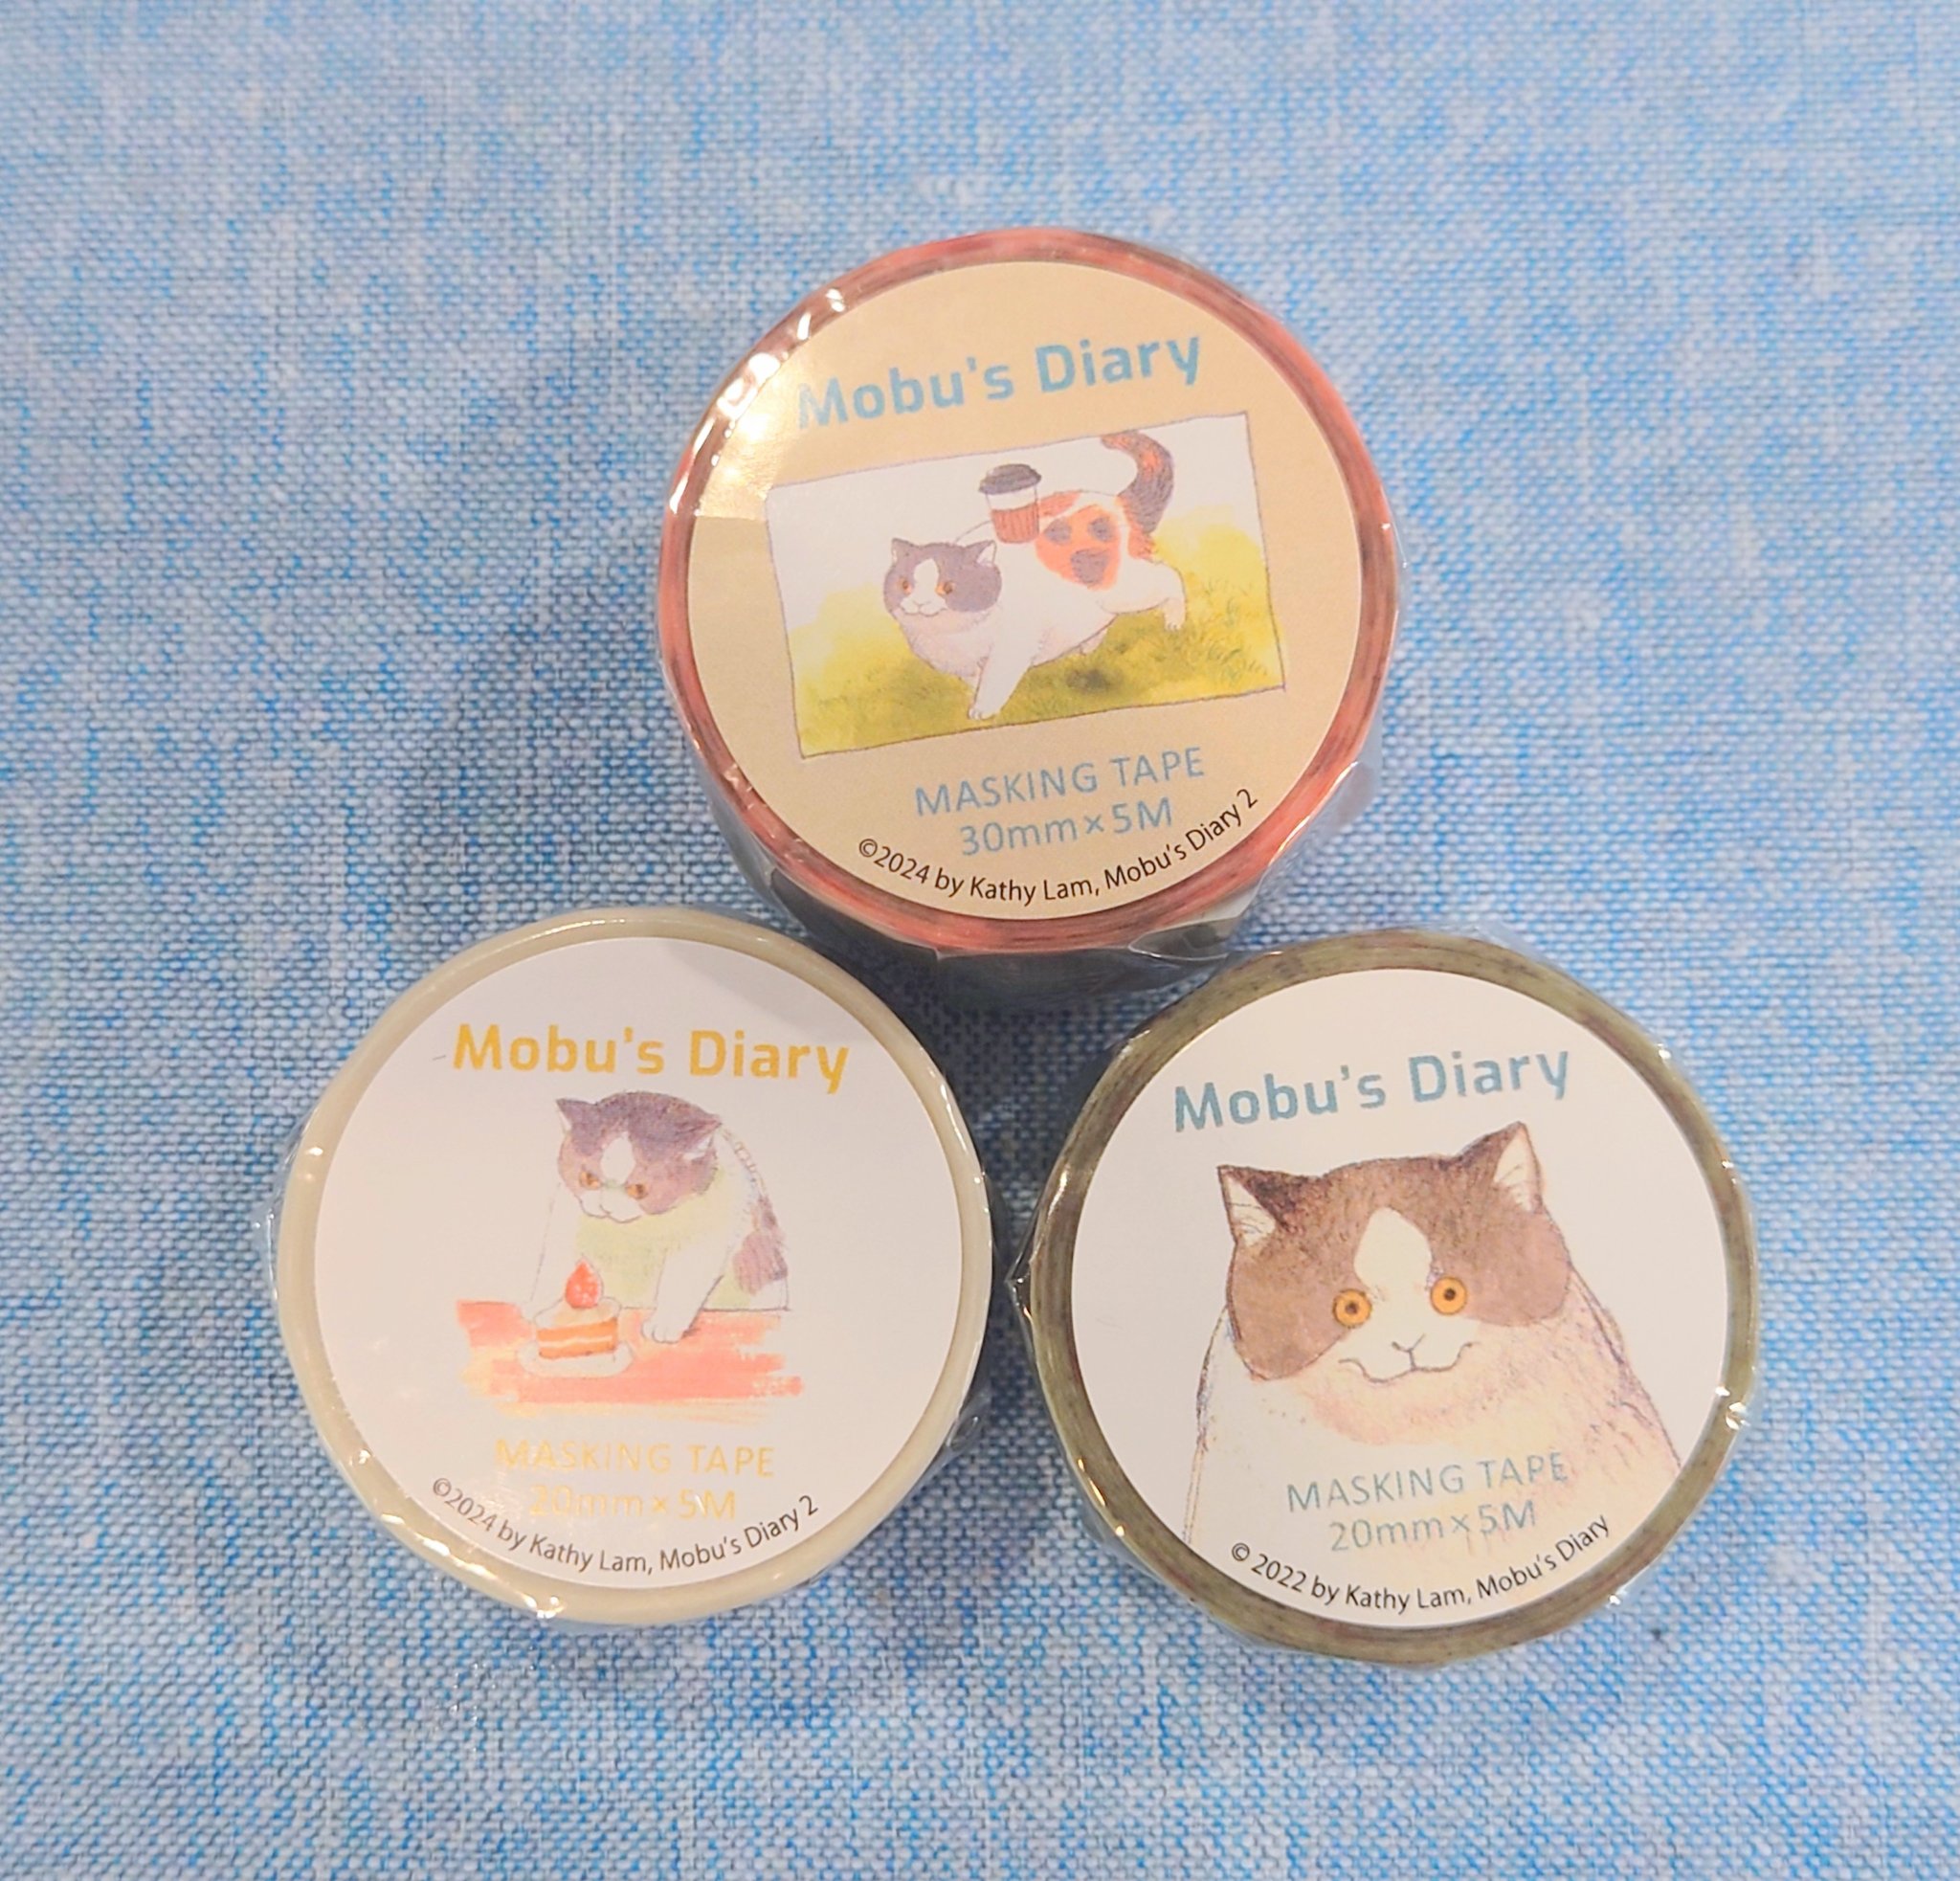 Mobu's Diary
MASKING TAPE
30mm×5M
©2024 by Kathy Lam, Mobu's Diary 2
Mobu's Diary
MASKING TAPE
20mm×5M
©2024 by Kathy Lam, Mobu's Diary 2
Mobu's Diary
MASKING TAPE
20mm×5M
© 2022 by Kathy Lam, Mobu's Diary